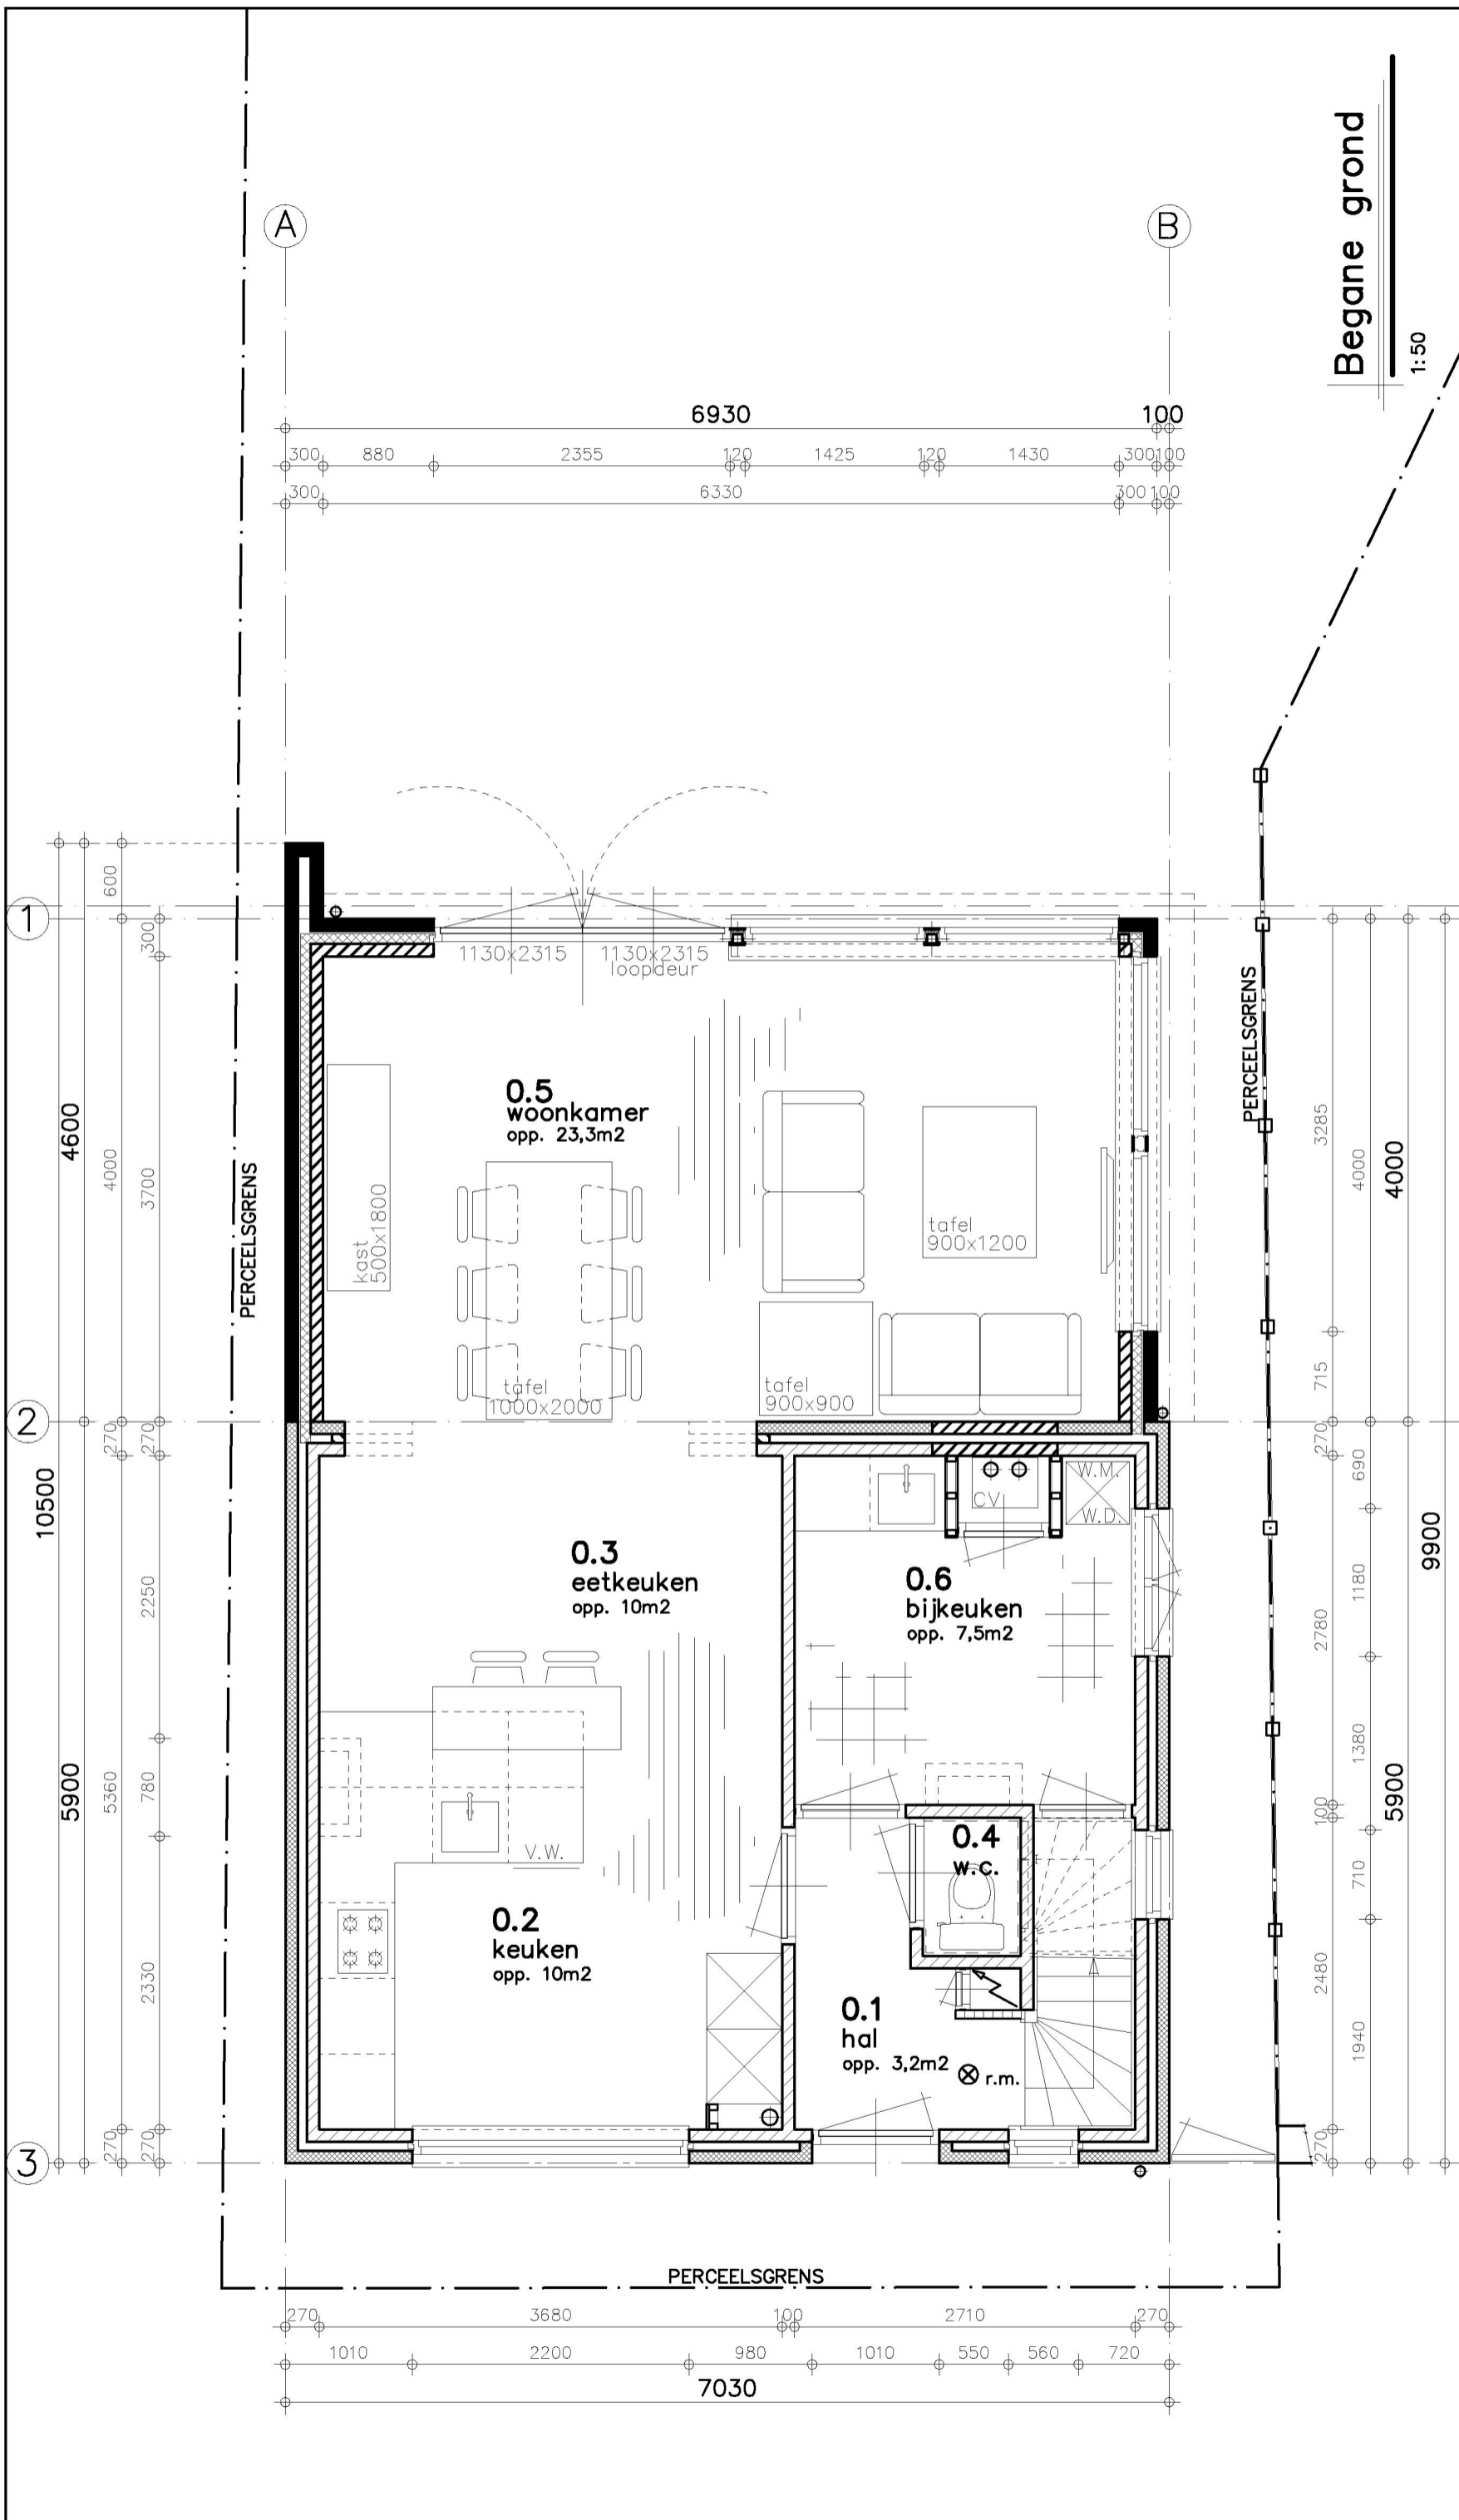 Begane grond
1:50
A
B
6930
100
300
880
2355
120
1425
120
1430
300
100
300
6330
300
100
1
2
3
600
300
4600
4000
3700
270
270
10500
2250
5900
5360
780
2330
270
270
PERCEELSGRENS
PERCEELSGRENS
PERCEELSGRENS
1130x2315
1130x2315
loopdeur
0.5
woonkamer
opp. 23,3m2
kast
500x1800
tafel
1000x2000
tafel
900x1200
tafel
900x900
W.M.
W.D.
CV
0.3
eetkeuken
opp. 10m2
0.6
bijkeuken
opp. 7,5m2
V.W.
0.4
w.c.
0.2
keuken
opp. 10m2
0.1
hal
opp. 3,2m2
r.m.
3285
4000
4000
715
270
690
9900
1180
2780
1380
5900
100
710
2480
1940
270
270
3680
100
2710
270
1010
2200
980
1010
550
560
720
7030